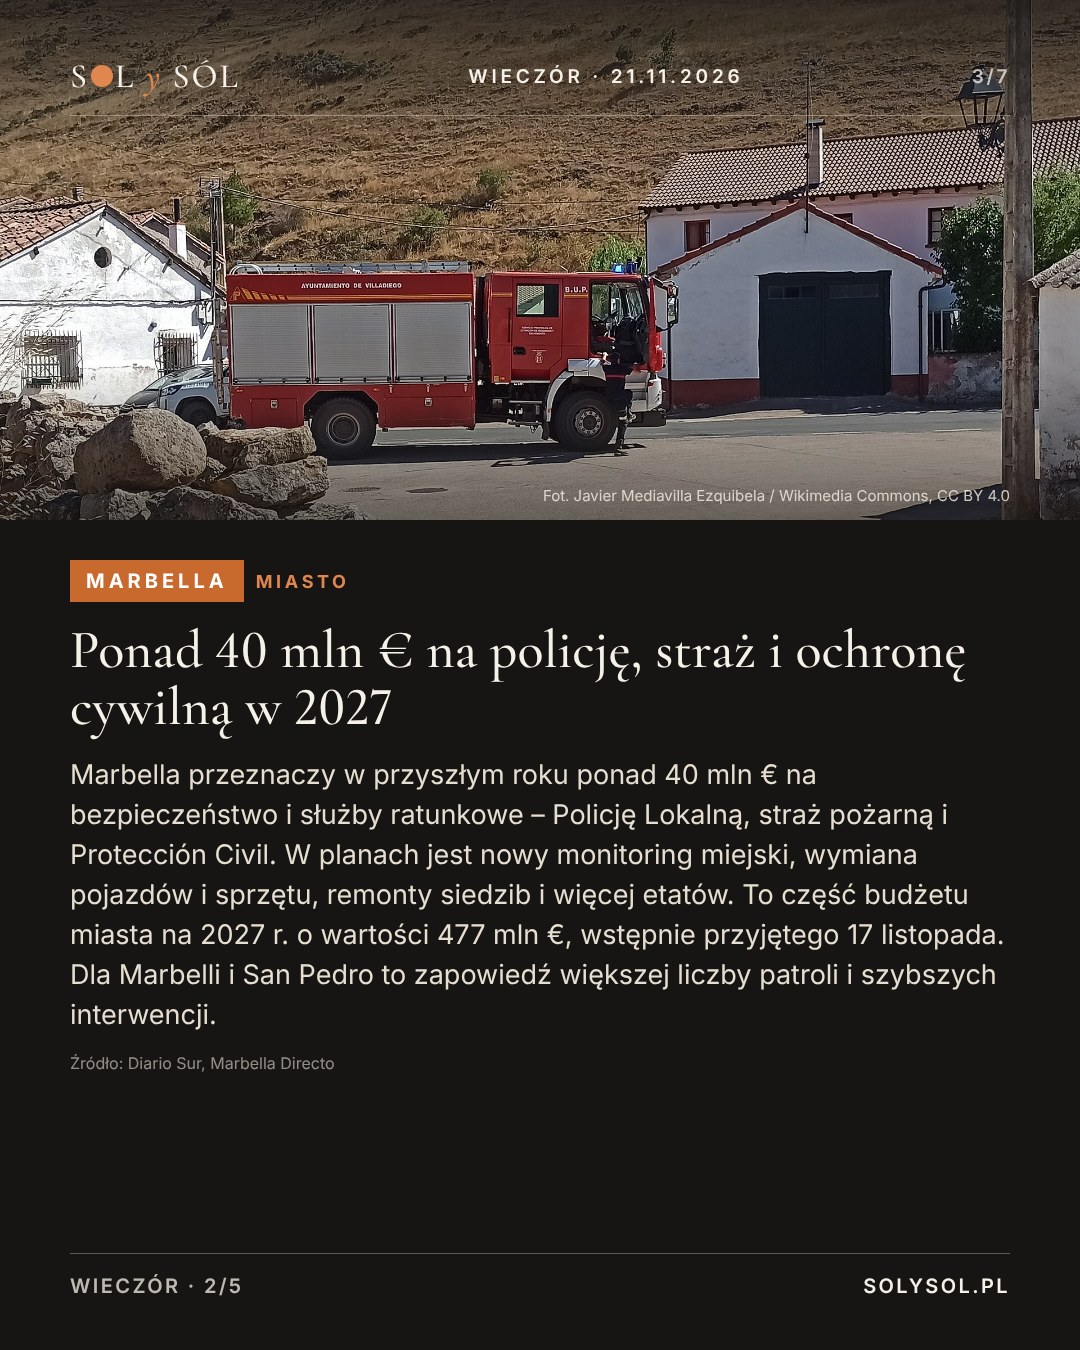 SOL y SÓL
WIECZÓR · 21.11.2026
3/7
AYUNTAMIENTO DE VILLADIEGO
B.U.P.
Fot. Javier Mediavilla Ezquibela / Wikimedia Commons, CC BY 4.0
MARBELLA MIASTO
Ponad 40 mln € na policję, straż i ochronę
cywilną w 2027
Marbella przeznaczy w przyszłym roku ponad 40 mln € na
bezpieczeństwo i służby ratunkowe – Policję Lokalną, straż pożarną i
Protección Civil. W planach jest nowy monitoring miejski, wymiana
pojazdów i sprzętu, remonty siedzib i więcej etatów. To część budżetu
miasta na 2027 r. o wartości 477 mln €, wstępnie przyjętego 17 listopada.
Dla Marbelli i San Pedro to zapowiedź większej liczby patroli i szybszych
interwencji.
Źródło: Diario Sur, Marbella Directo
WIECZÓR · 2/5
SOLYSOL.PL